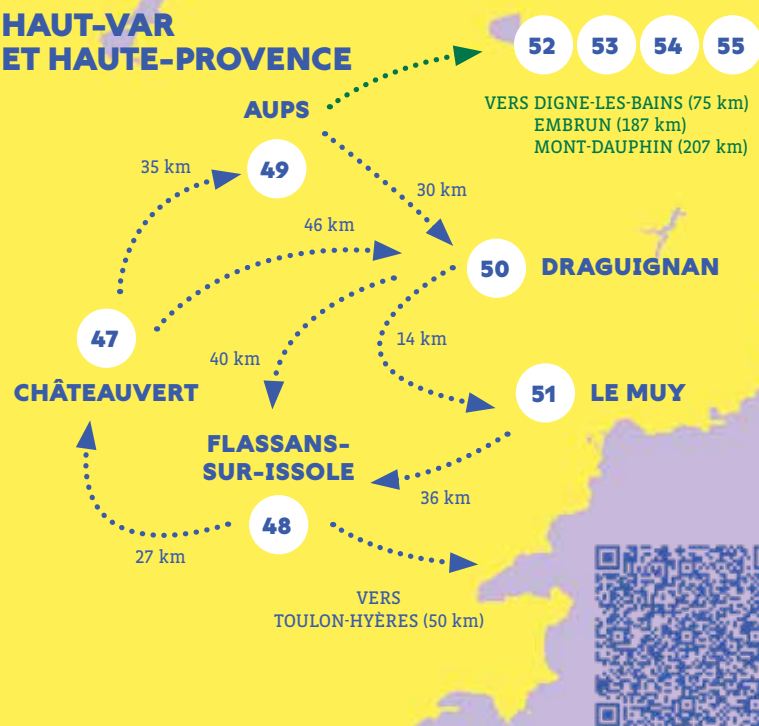 HAUT-VAR
ET HAUTE-PROVENCE
52 53 54 55
VERS DIGNE-LES-BAINS (75 km)
EMBRUN (187 km)
MONT-DAUPHIN (207 km)
AUPS
49
35 km
30 km
46 km
50 DRAGUIGNAN
47
CHÂTEAUVERT
14 km
40 km
51 LE MUY
FLASSANS-
SUR-ISSOLE
48
36 km
27 km
VERS
TOULON-HYÈRES (50 km)